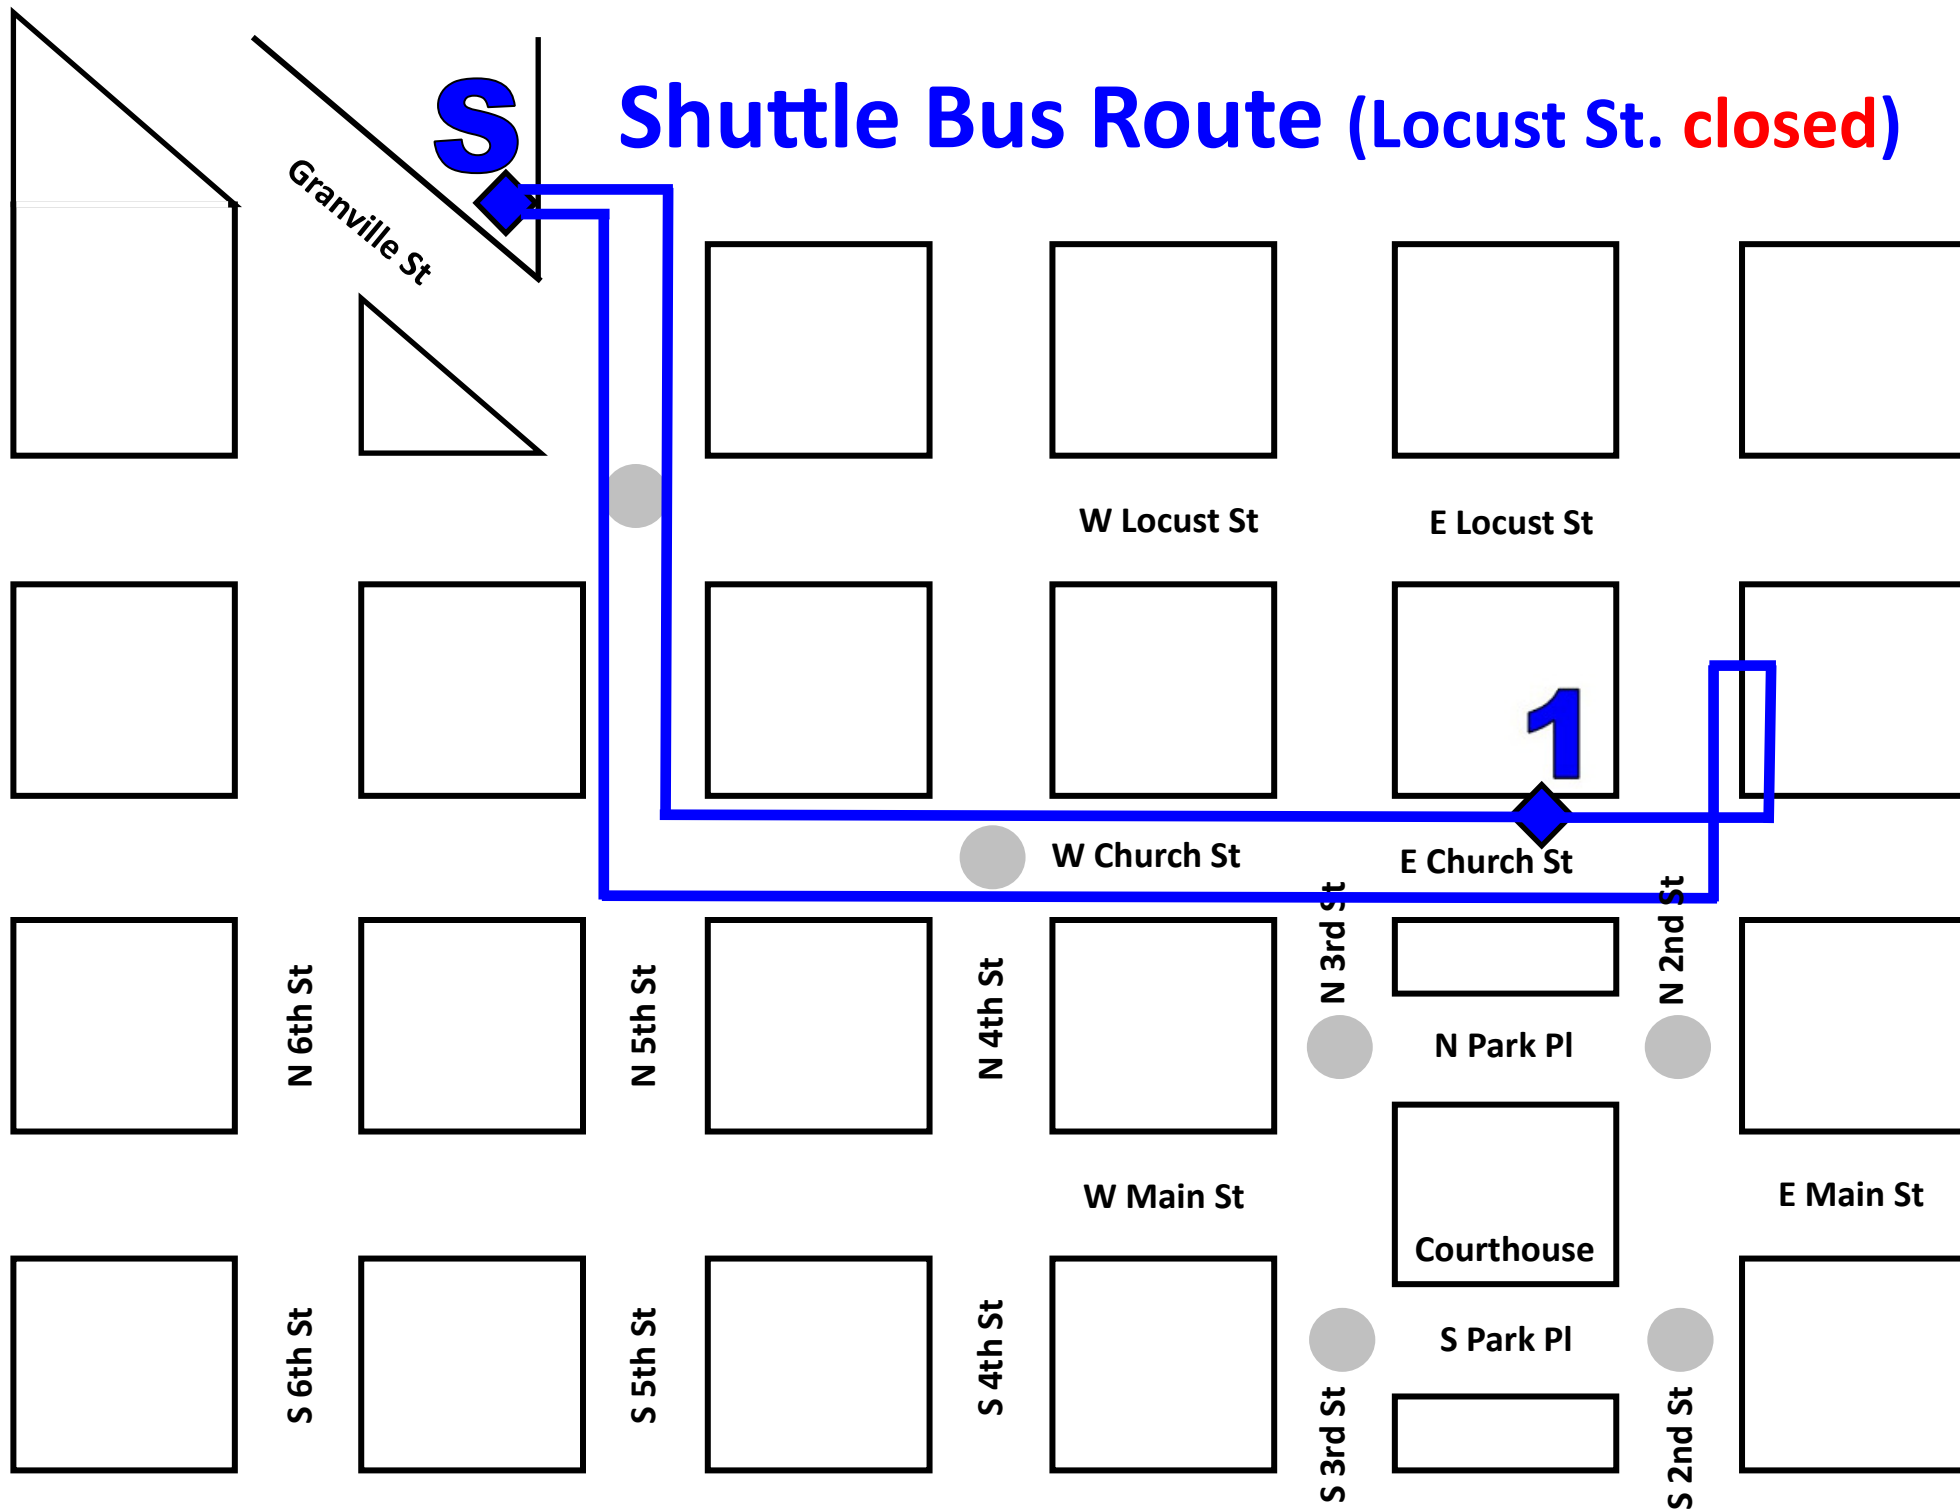 S
Shuttle Bus Route (Locust St. closed)
Granville St
W Locust St
E Locust St
1
W Church St
E Church St
N 6th St
N 5th St
N 4th St
N 3rd St
N 2nd St
N Park Pl
W Main St
E Main St
Courthouse
S 6th St
S 5th St
S 4th St
S 3rd St
S Park Pl
S 2nd St